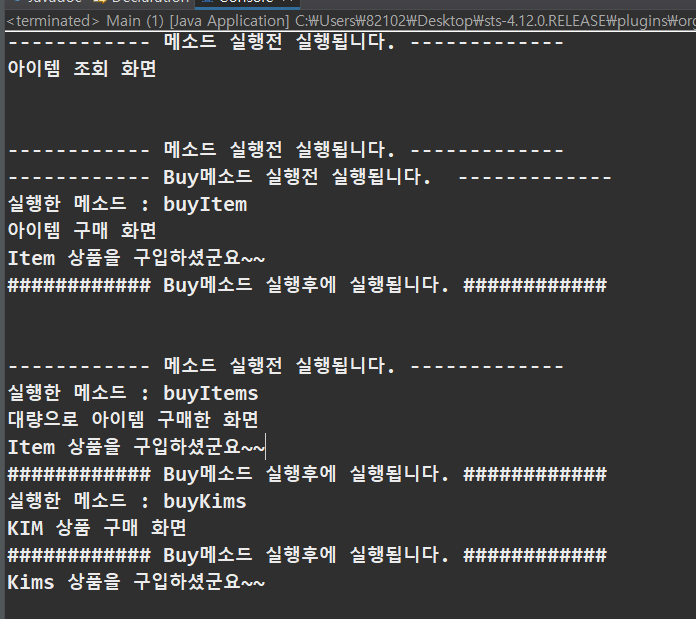 Declaration
Console
<terminated> Main (1) [Java Application] C:₩Users₩82102₩Desktop₩sts-4.12.0.RELEASE₩plugins₩org
------------ 메소드 실행전 실행됩니다. -------------
아이템 조회 화면
------------ 메소드 실행전 실행됩니다. -------------
------------ Buy메소드 실행전 실행됩니다.  -------------
실행한 메소드 : buyItem
아이템 구매 화면
Item 상품을 구입하셨군요~~
############ Buy메소드 실행후에 실행됩니다. ############
------------ 메소드 실행전 실행됩니다. -------------
실행한 메소드 : buyItems
대량으로 아이템 구매한 화면
Item 상품을 구입하셨군요~~
############ Buy메소드 실행후에 실행됩니다. ############
실행한 메소드 : buyKims
KIM 상품 구매 화면
############ Buy메소드 실행후에 실행됩니다. ############
Kims 상품을 구입하셨군요~~